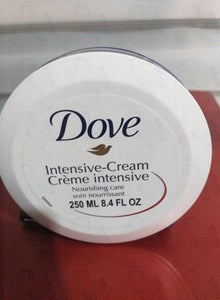 Dove
Intensive-Cream
Crème intensive
Nourishing care
soin nourrissant
250 ML 8.4 FL OZ